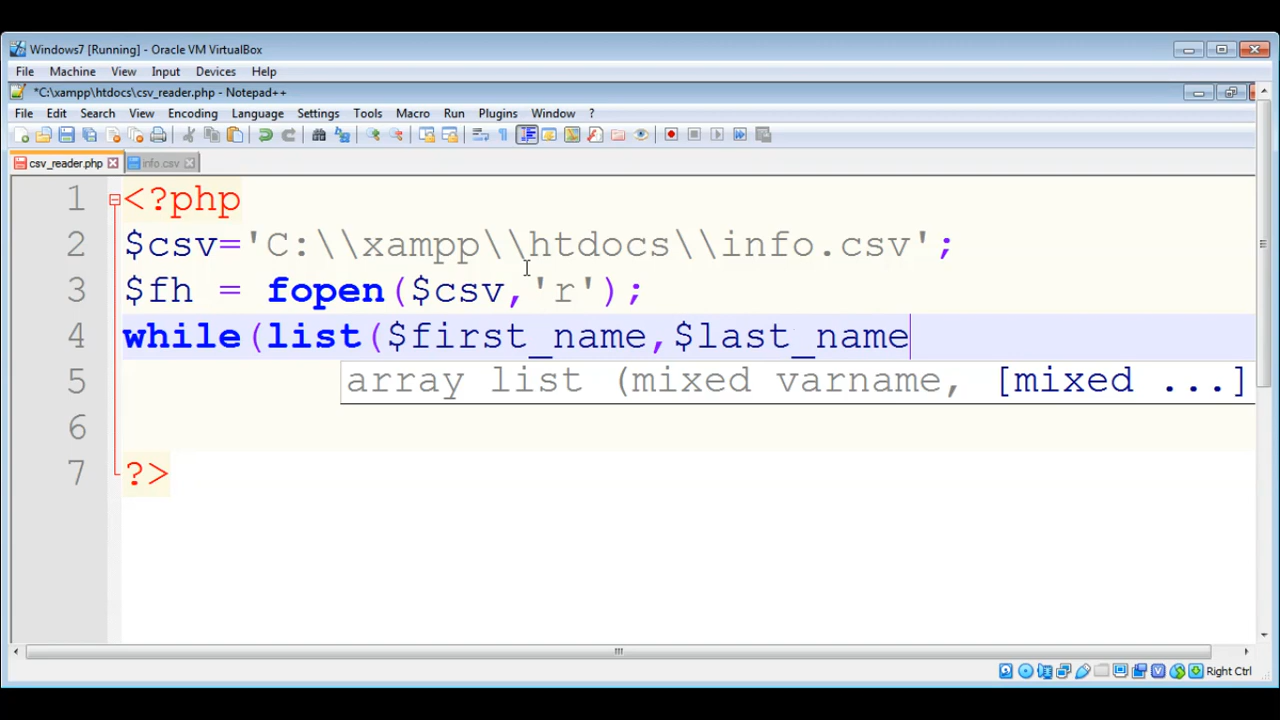 Windows7 [Running] - Oracle VM VirtualBox
File Machine View Input Devices Help
*C:\xampp\htdocs\csv_reader.php - Notepad++
File Edit Search View Encoding Language Settings Tools Macro Run Plugins Window ?
csv_reader.php info.csv
1 <?php
2 $csv='C:\\xampp\\htdocs\\info.csv';
3 $fh = fopen($csv,'r');
4 while(list($first_name,$last_name
5 array list (mixed varname, [mixed ...]
6
7 ?>
Right Ctrl